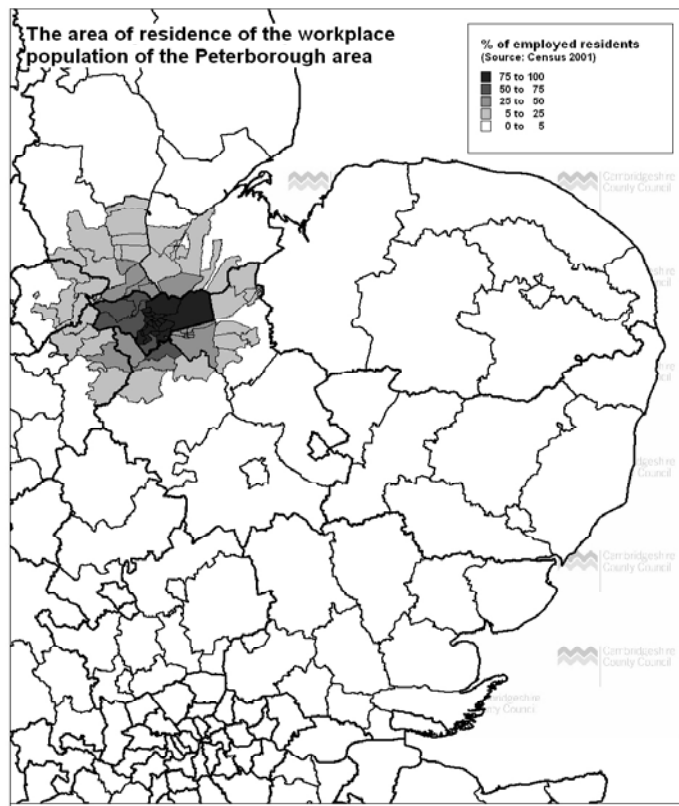 The area of residence of the workplace
population of the Peterborough area
% of employed residents
(Source: Census 2001)
75 to 100
50 to 75
25 to 50
5 to 25
0 to 5
Cambridgeshire
County Council
Cambridgeshire
County Council
Cambridgeshire
County Council
Cambridgeshire
County Council